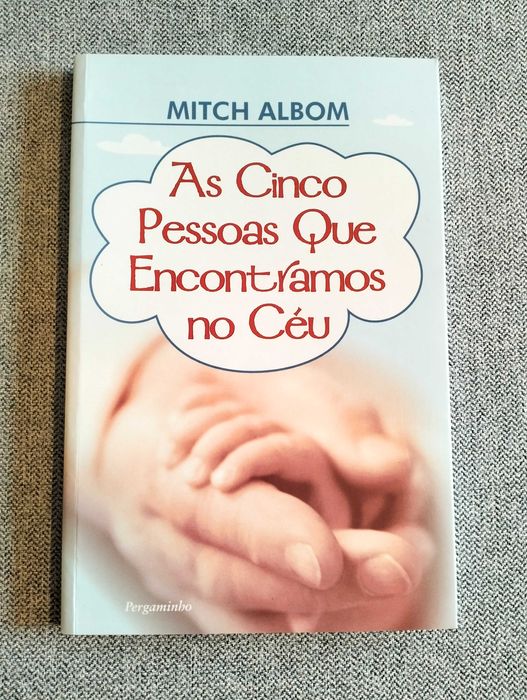 MITCH ALBOM
As Cinco
Pessoas Que
Encontramos
no Céu
Pergaminho